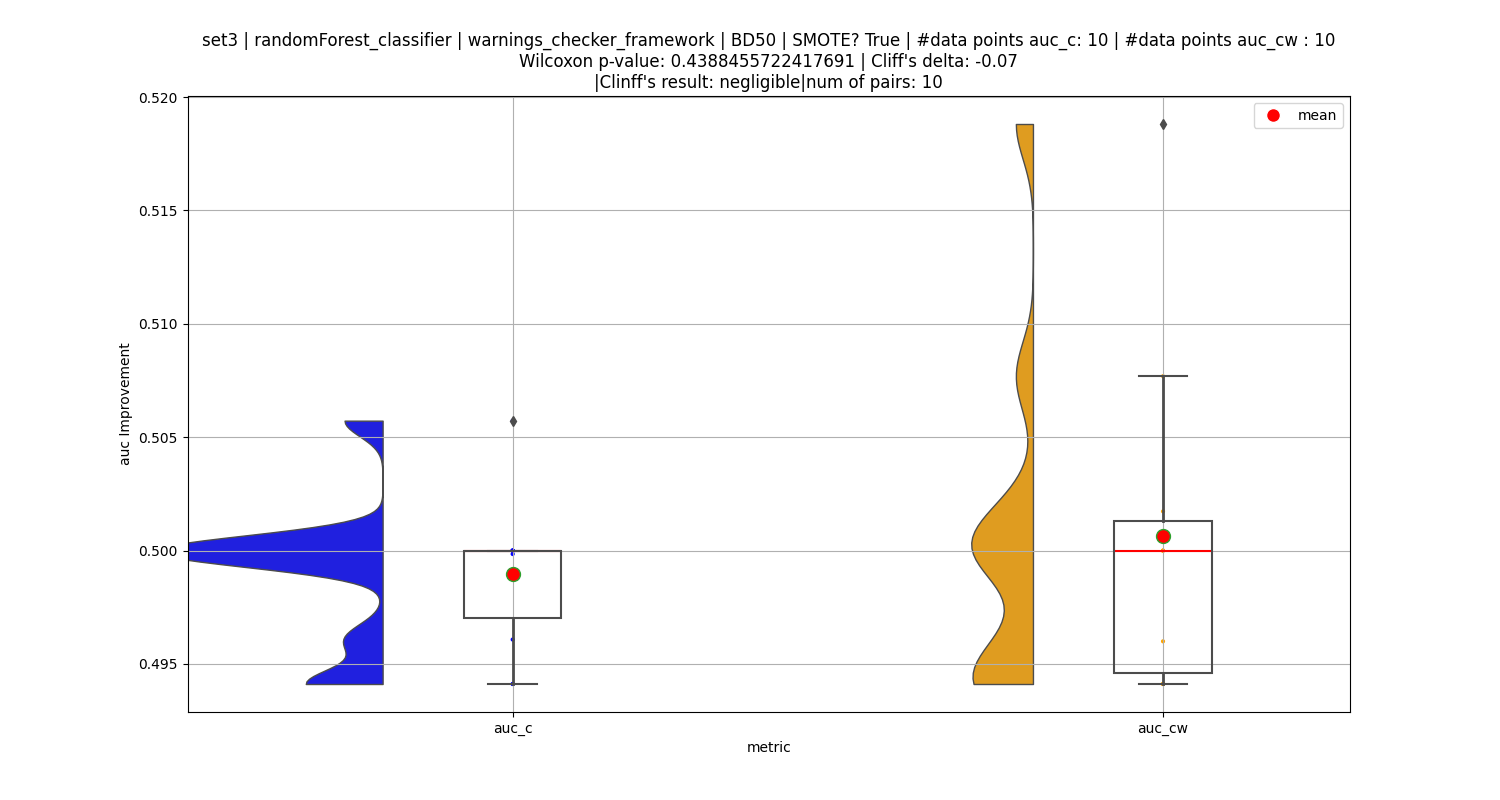 set3 | randomForest_classifier | warnings_checker_framework | BD50 | SMOTE? True | #data points auc_c: 10 | #data points auc_cw : 10
Wilcoxon p-value: 0.4388455722417691 | Cliff's delta: -0.07
|Clinff's result: negligible|num of pairs: 10
mean
0.520
0.515
0.510
0.505
0.500
0.495
auc Improvement
auc_c
auc_cw
metric